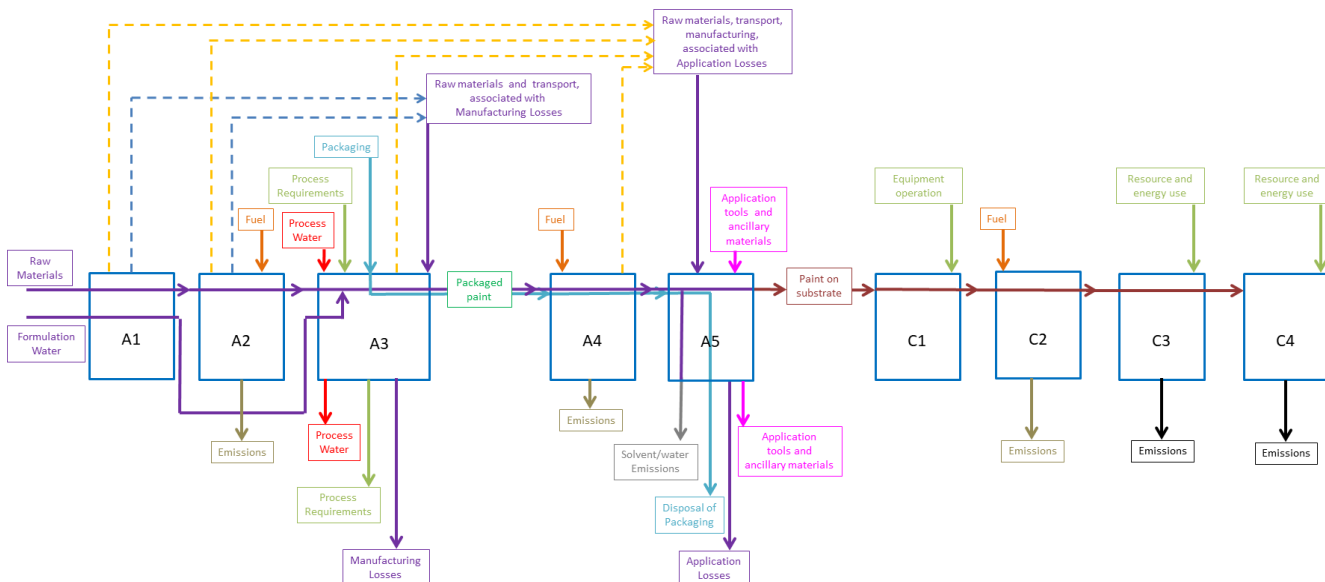 Raw materials, transport,
manufacturing,
associated with
Application Losses
Raw materials and transport,
associated with
Manufacturing Losses
Packaging
Process
Requirements
Equipment
operation
Resource and
energy use
Resource and
energy use
Fuel
Process
Water
Fuel
Application
tools and
ancillary
materials
Fuel
Raw
Materials
Packaged
paint
Paint on
substrate
Formulation
Water
A1
A2
A3
A4
A5
C1
C2
C3
C4
Emissions
Process
Water
Emissions
Solvent/water
Emissions
Application
tools and
ancillary materials
Emissions
Emissions
Emissions
Process
Requirements
Disposal of
Packaging
Manufacturing
Losses
Application
Losses